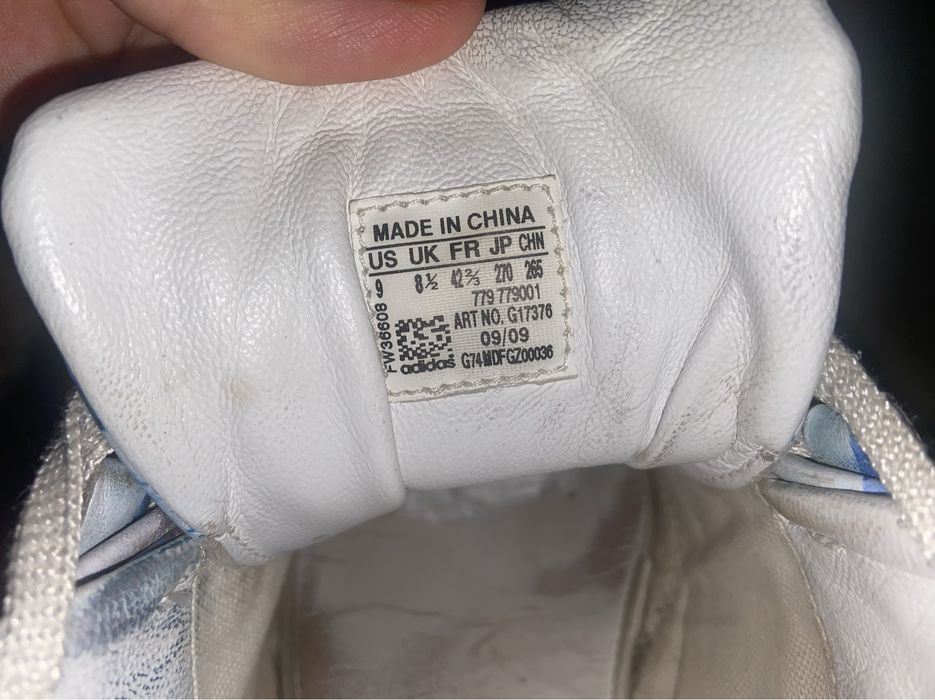 MADE IN CHINA
US UK FR JP CHN
9 8½ 42⅔ 270 265
779 779001
ART NO. G17376
09/09
adidas G74MDFGZ00036
FW36608